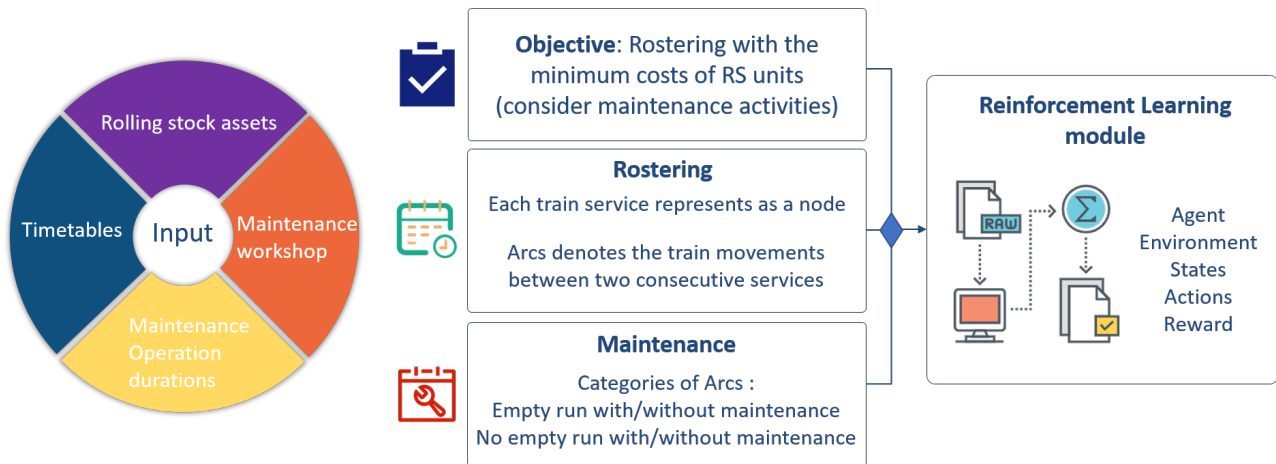 Rolling stock assets
Timetables
Input
Maintenance
workshop
Maintenance
Operation
durations
Objective: Rostering with the
minimum costs of RS units
(consider maintenance activities)
Rostering
Each train service represents as a node
Arcs denotes the train movements
between two consecutive services
Maintenance
Categories of Arcs :
Empty run with/without maintenance
No empty run with/without maintenance
Reinforcement Learning
module
RAW
Σ
Agent
Environment
States
Actions
Reward